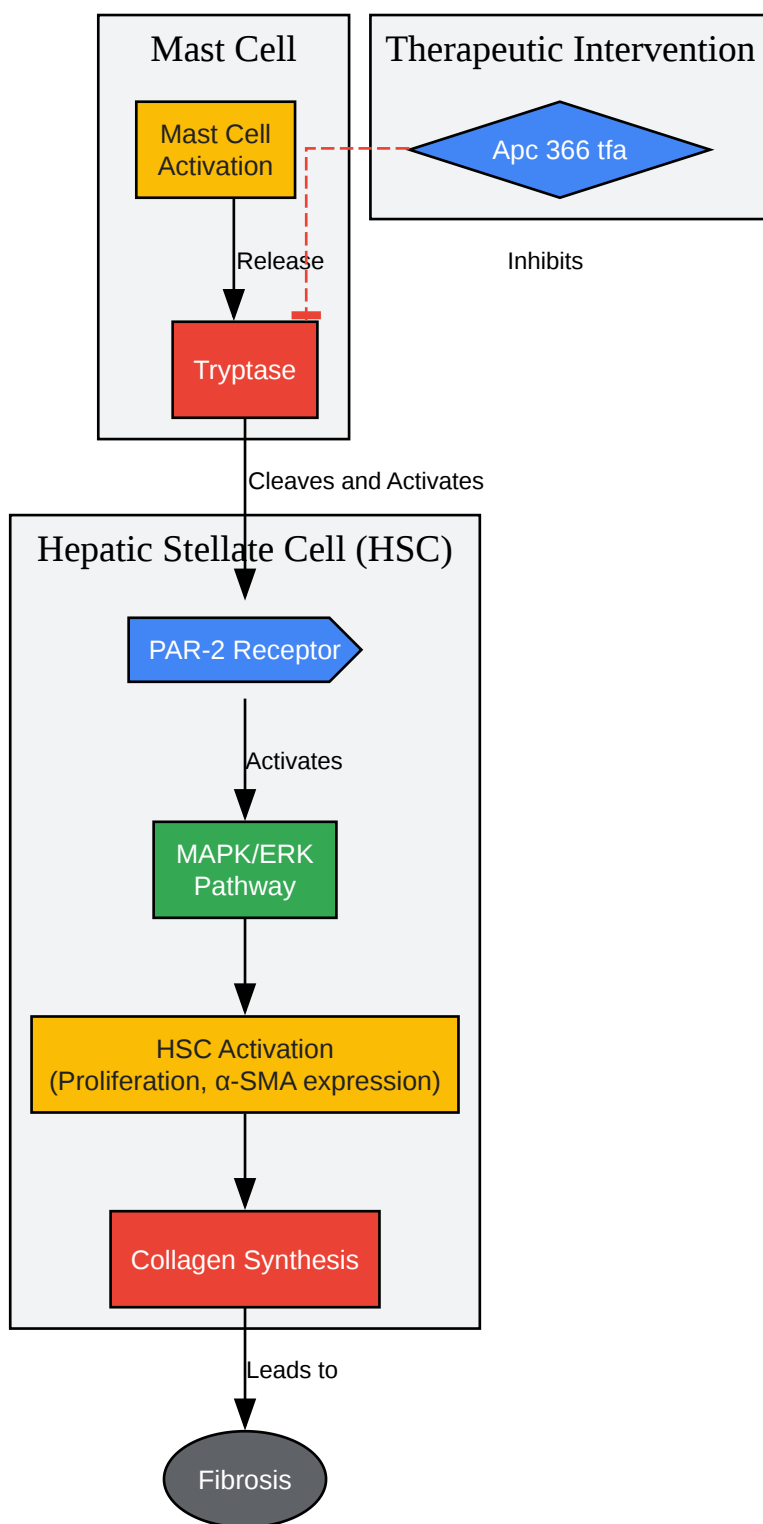 Mast Cell
Therapeutic Intervention
Mast Cell
Activation
Apc 366 tfa
Release
Inhibits
Tryptase
Cleaves and Activates
Hepatic Stellate Cell (HSC)
PAR-2 Receptor
Activates
MAPK/ERK
Pathway
HSC Activation
(Proliferation, α-SMA expression)
Collagen Synthesis
Leads to
Fibrosis